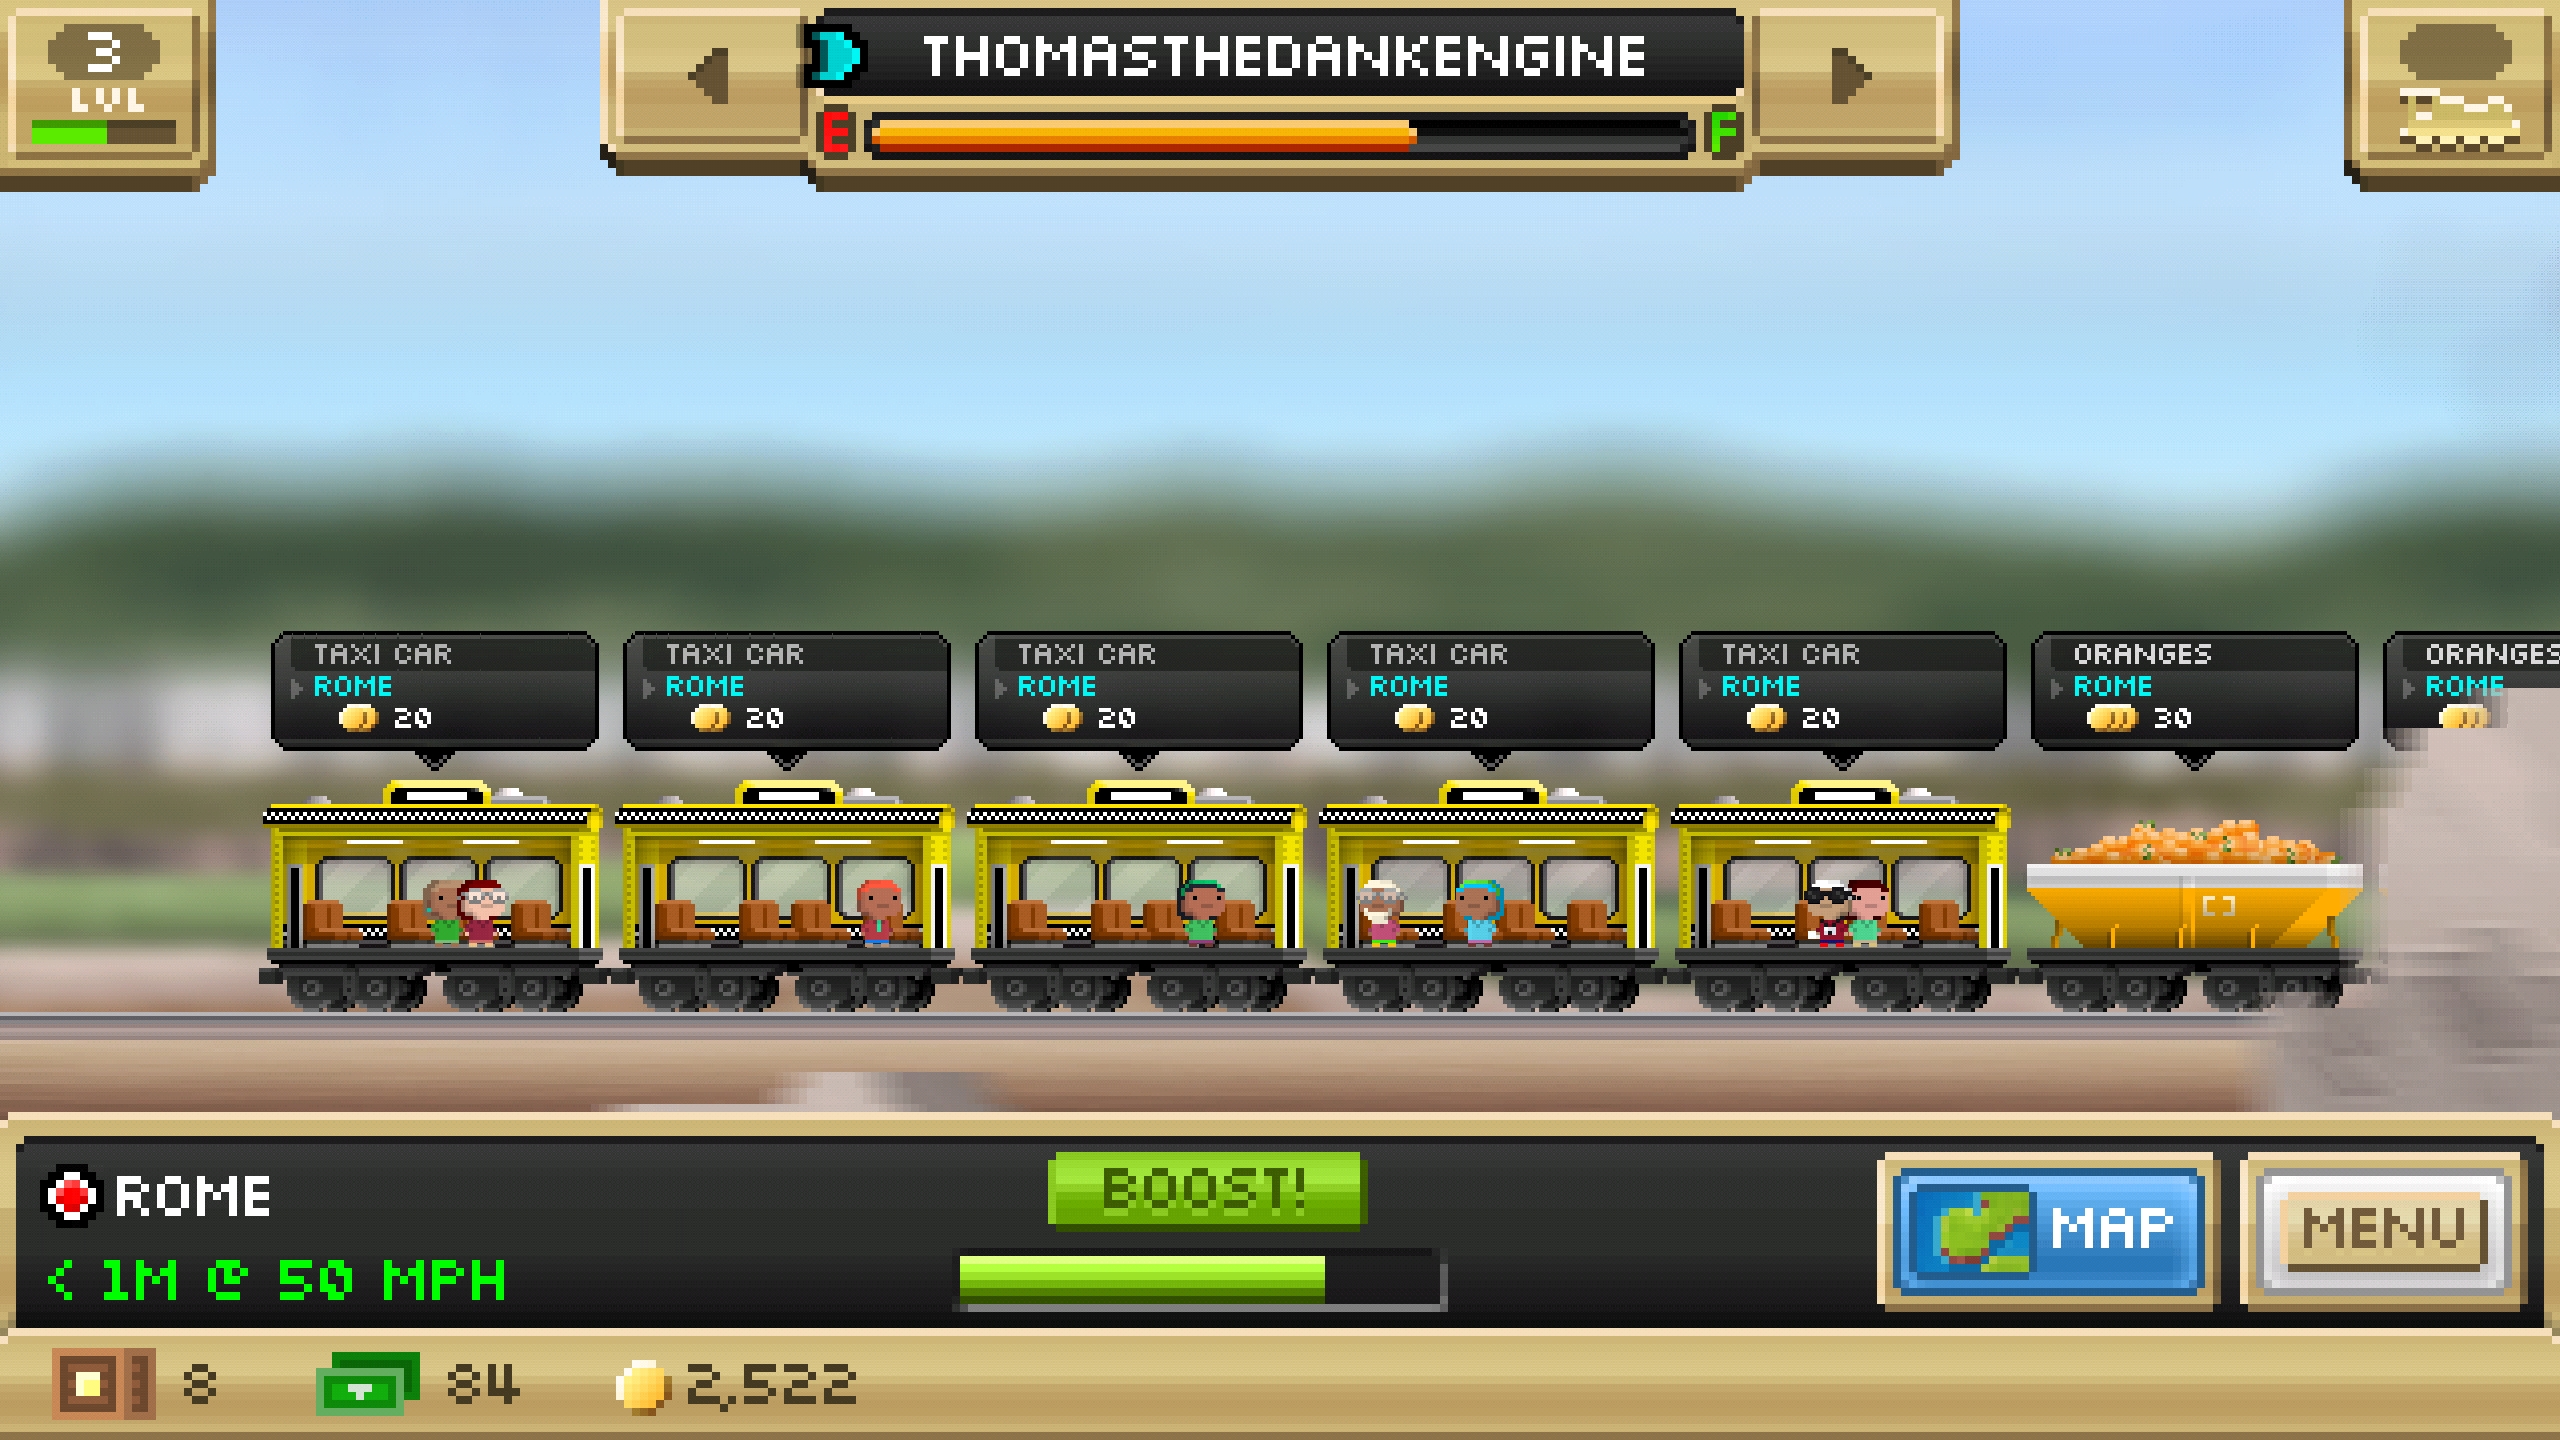 3
LVL
THOMASTHEDANKENGINE
E F
TAXI CAR
ROME
20
TAXI CAR
ROME
20
TAXI CAR
ROME
20
TAXI CAR
ROME
20
TAXI CAR
ROME
20
ORANGES
ROME
30
ORANGES
ROME
ROME
< 1M @ 50 MPH
BOOST!
MAP
MENU
8
84
2,522